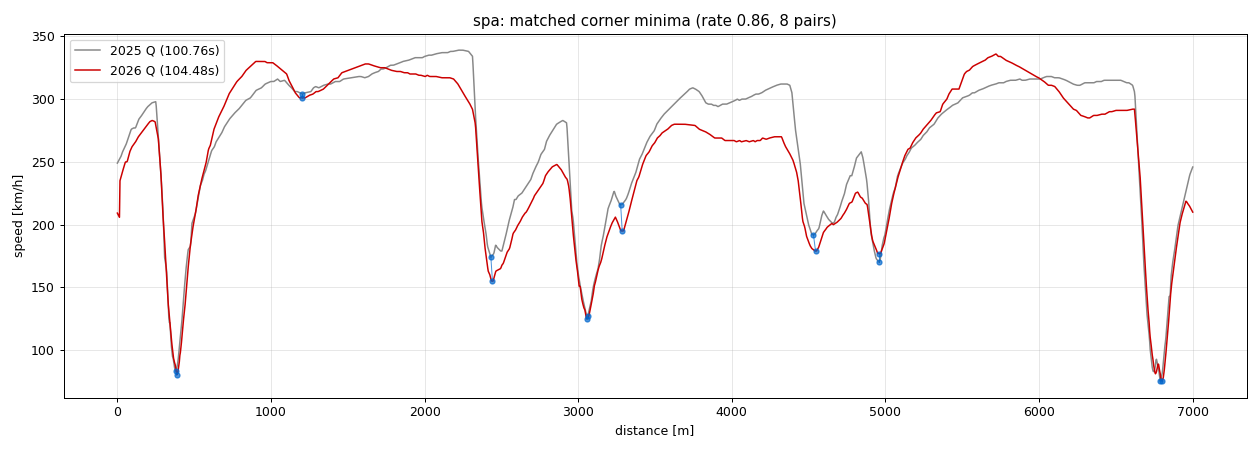 spa: matched corner minima (rate 0.86, 8 pairs)
2025 Q (100.76s)
2026 Q (104.48s)
speed [km/h]
350
300
250
200
150
100
0
1000
2000
3000
4000
5000
6000
7000
distance [m]